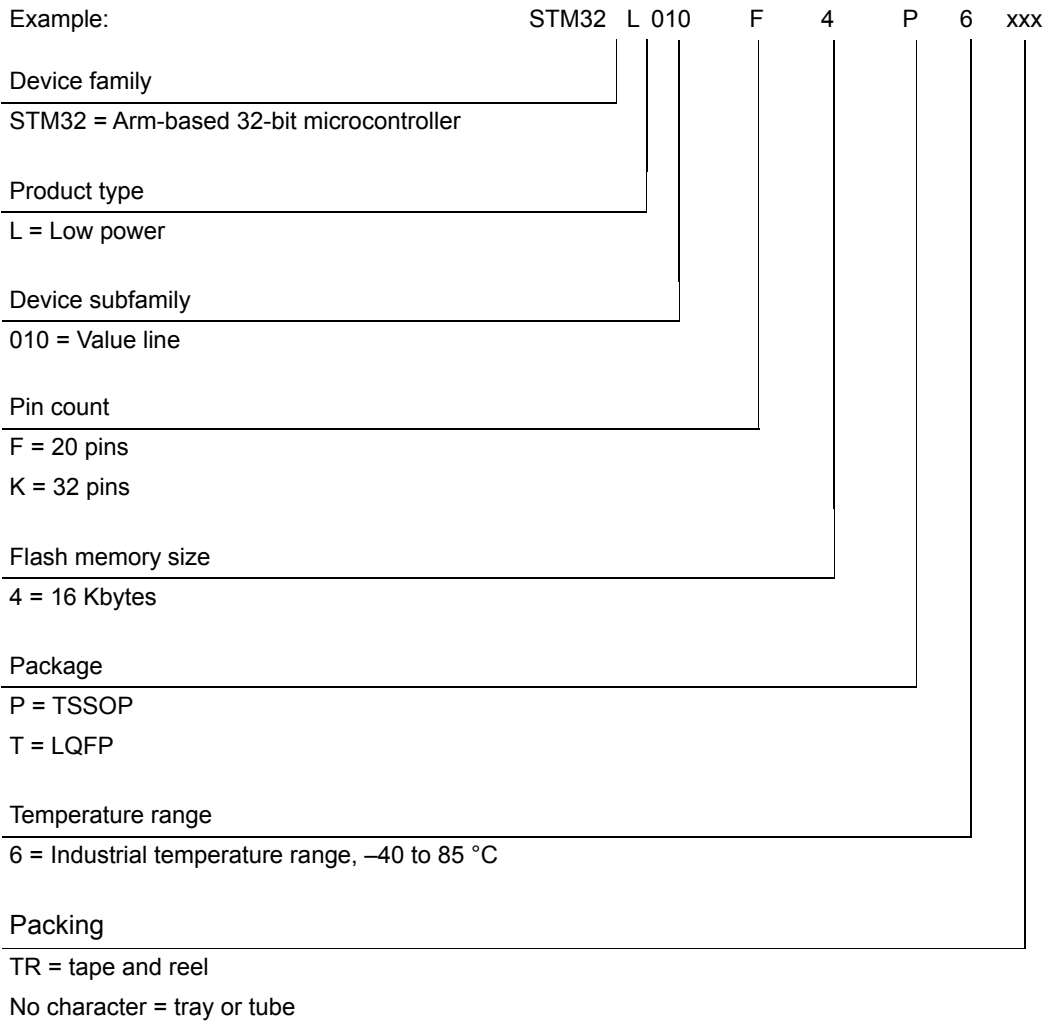 Example: STM32 L 010 F 4 P 6 xxx
Device family
STM32 = Arm-based 32-bit microcontroller
Product type
L = Low power
Device subfamily
010 = Value line
Pin count
F = 20 pins
K = 32 pins
Flash memory size
4 = 16 Kbytes
Package
P = TSSOP
T = LQFP
Temperature range
6 = Industrial temperature range, –40 to 85 °C
Packing
TR = tape and reel
No character = tray or tube